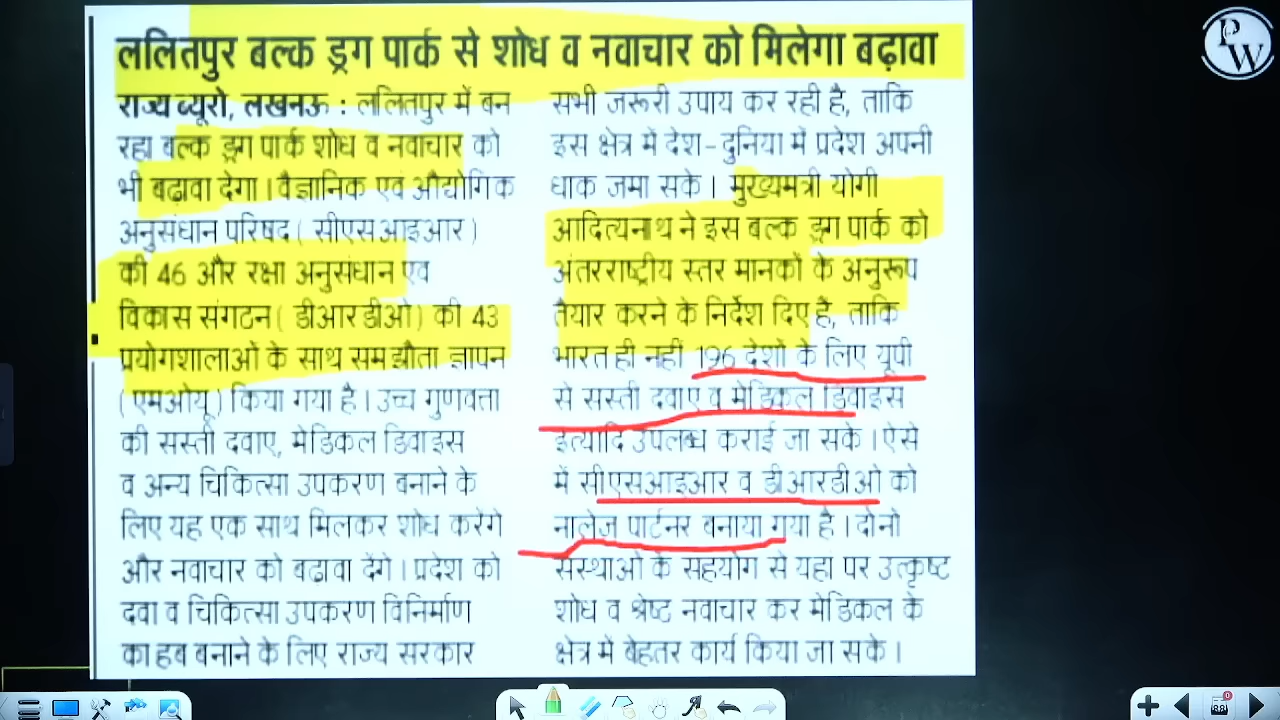 ललितपुर बल्क ड्रग पार्क से शोध व नवाचार को मिलेगा बढ़ावा
राज्य ब्यूरो, लखनऊ : ललितपुर में बन
रहा बल्क ड्रग पार्क शोध व नवाचार को
भी बढ़ावा देगा। वैज्ञानिक एवं औद्योगिक
अनुसंधान परिषद (सीएसआइआर)
की 46 और रक्षा अनुसंधान एवं
विकास संगठन (डीआरडीओ) की 43
प्रयोगशालाओं के साथ समझौता ज्ञापन
(एमओयू) किया गया है। उच्च गुणवत्ता
की सस्ती दवाएं, मेडिकल डिवाइस
व अन्य चिकित्सा उपकरण बनाने के
लिए यह एक साथ मिलकर शोध करेंगे
और नवाचार को बढ़ावा देंगे। प्रदेश को
दवा व चिकित्सा उपकरण विनिर्माण
का हब बनाने के लिए राज्य सरकार
सभी जरूरी उपाय कर रही है, ताकि
इस क्षेत्र में देश-दुनिया में प्रदेश अपनी
धाक जमा सके। मुख्यमंत्री योगी
आदित्यनाथ ने इस बल्क ड्रग पार्क को
अंतरराष्ट्रीय स्तर मानकों के अनुरूप
तैयार करने के निर्देश दिए हैं, ताकि
भारत ही नहीं 196 देशों के लिए यूपी
से सस्ती दवाएं व मेडिकल डिवाइस
इत्यादि उपलब्ध कराई जा सकें। ऐसे
में सीएसआइआर व डीआरडीओ को
नालेज पार्टनर बनाया गया है। दोनों
संस्थाओं के सहयोग से यहां पर उत्कृष्ट
शोध व श्रेष्ट नवाचार कर मेडिकल के
क्षेत्र में बेहतर कार्य किया जा सके।
PW